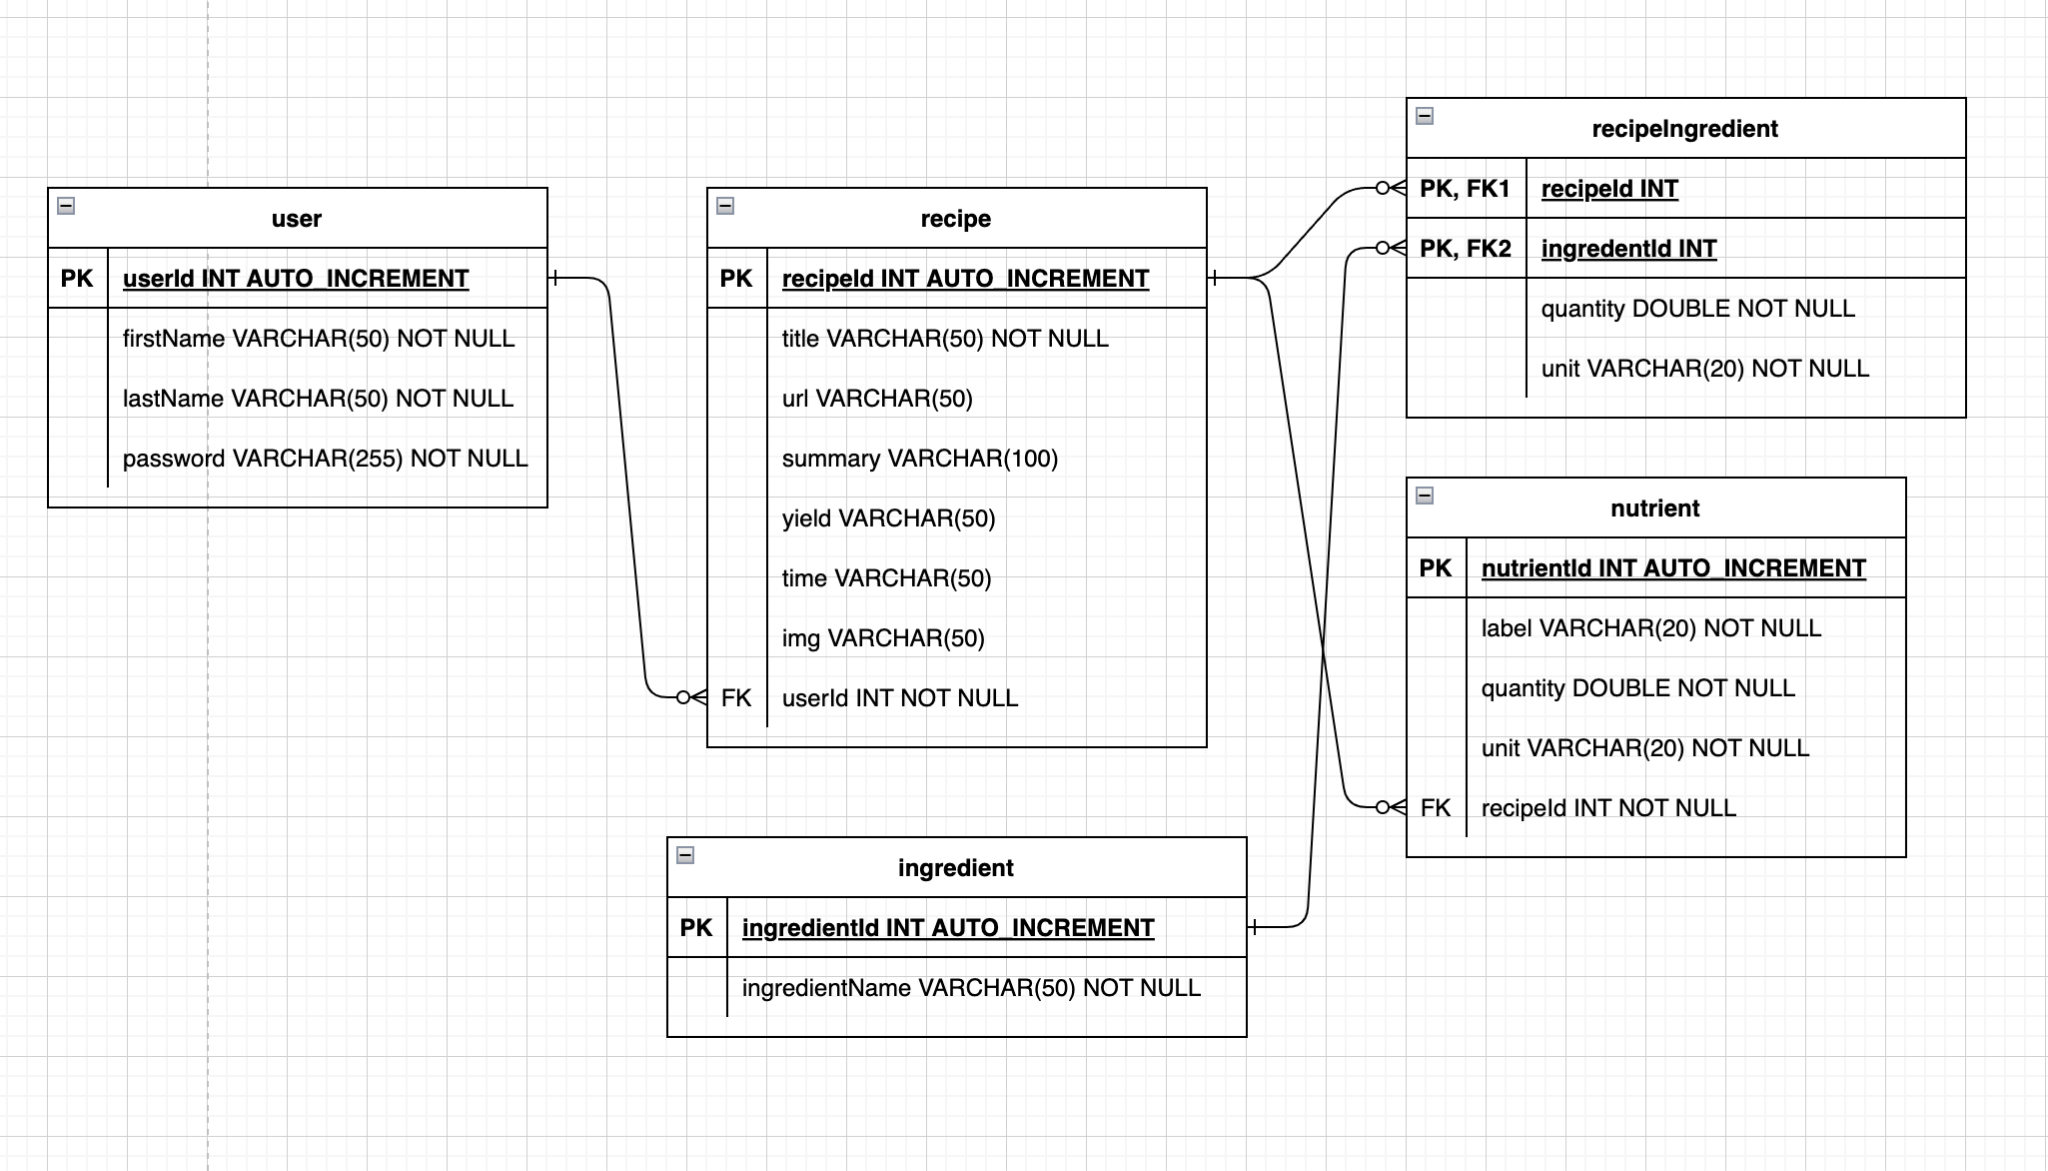 user
PK userId INT AUTO_INCREMENT
firstName VARCHAR(50) NOT NULL
lastName VARCHAR(50) NOT NULL
password VARCHAR(255) NOT NULL
recipe
PK recipeId INT AUTO_INCREMENT
title VARCHAR(50) NOT NULL
url VARCHAR(50)
summary VARCHAR(100)
yield VARCHAR(50)
time VARCHAR(50)
img VARCHAR(50)
FK userId INT NOT NULL
recipeIngredient
PK, FK1 recipeId INT
PK, FK2 ingredentId INT
quantity DOUBLE NOT NULL
unit VARCHAR(20) NOT NULL
nutrient
PK nutrientId INT AUTO_INCREMENT
label VARCHAR(20) NOT NULL
quantity DOUBLE NOT NULL
unit VARCHAR(20) NOT NULL
FK recipeId INT NOT NULL
ingredient
PK ingredientId INT AUTO_INCREMENT
ingredientName VARCHAR(50) NOT NULL